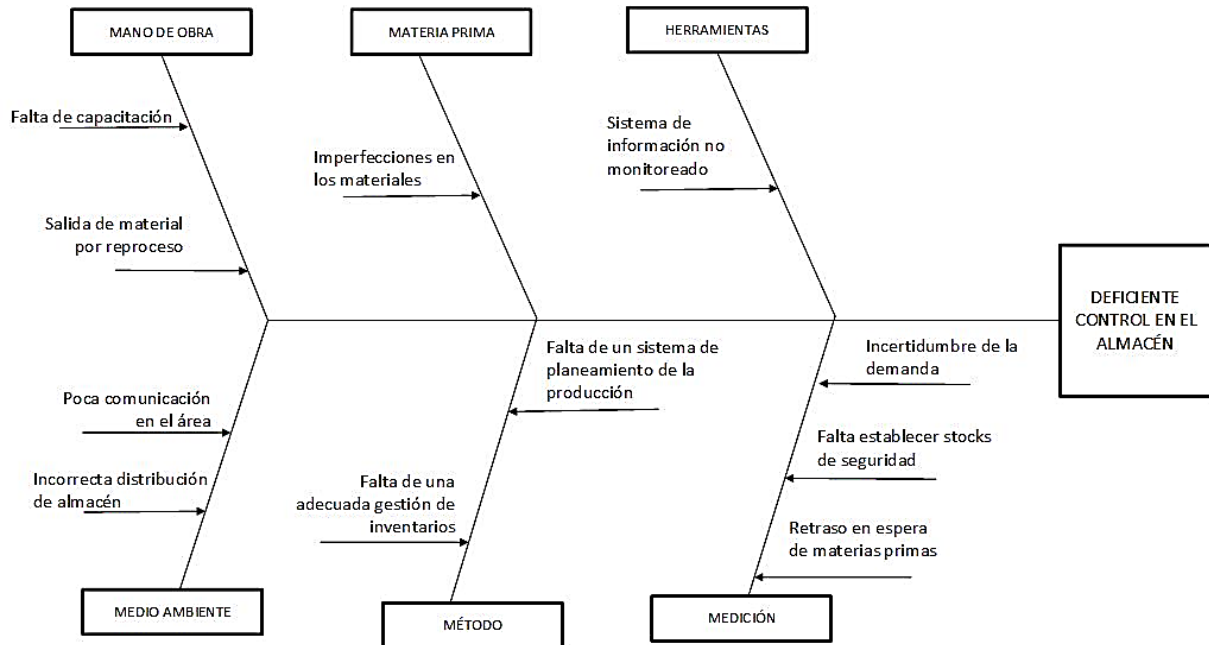 MANO DE OBRA
MATERIA PRIMA
HERRAMIENTAS
Falta de capacitación
Sistema de
información no
monitoreado
Imperfecciones en
los materiales
Salida de material
por reproceso
DEFICIENTE
CONTROL EN EL
ALMACÉN
Falta de un sistema de
planeamiento de la
producción
Incertidumbre de la
demanda
Poca comunicación
en el área
Falta establecer stocks
de seguridad
Incorrecta distribución
de almacén
Falta de una
adecuada gestión de
inventarios
Retraso en espera
de materias primas
MEDIO AMBIENTE
MÉTODO
MEDICIÓN